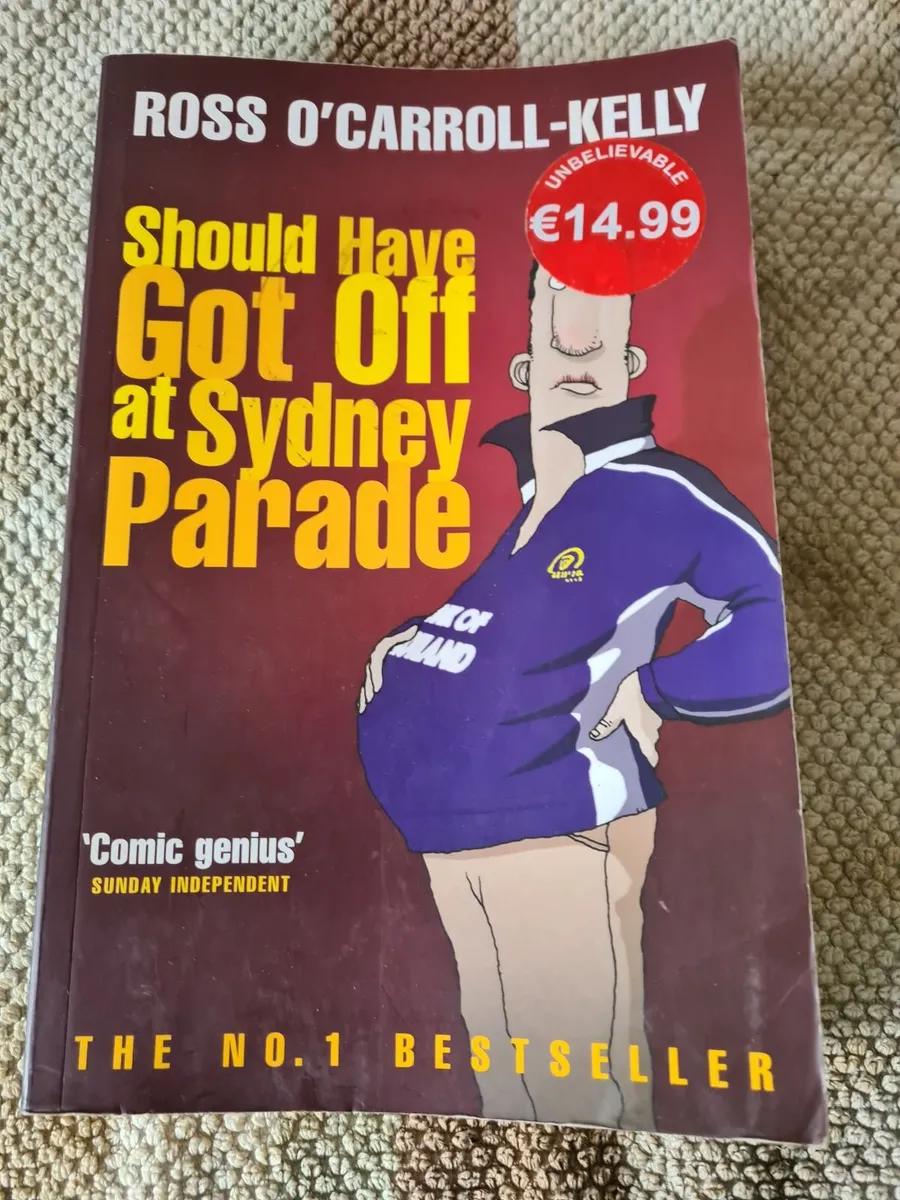 ROSS O'CARROLL-KELLY
UNBELIEVABLE
€14.99
Should Have
Got Off
at Sydney
Parade
OF
'Comic genius'
SUNDAY INDEPENDENT
THE NO.1 BESTSELLER